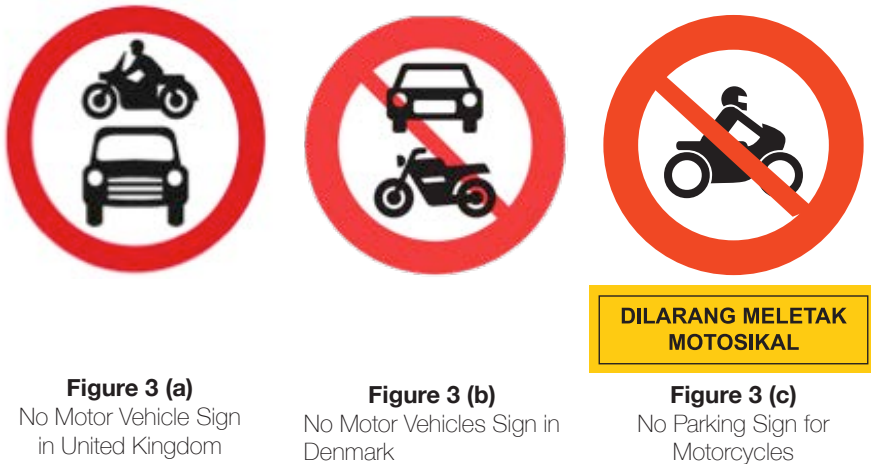 DILARANG MELETAK
MOTOSIKAL
Figure 3 (a)
No Motor Vehicle Sign
in United Kingdom
Figure 3 (b)
No Motor Vehicles Sign in
Denmark
Figure 3 (c)
No Parking Sign for
Motorcycles